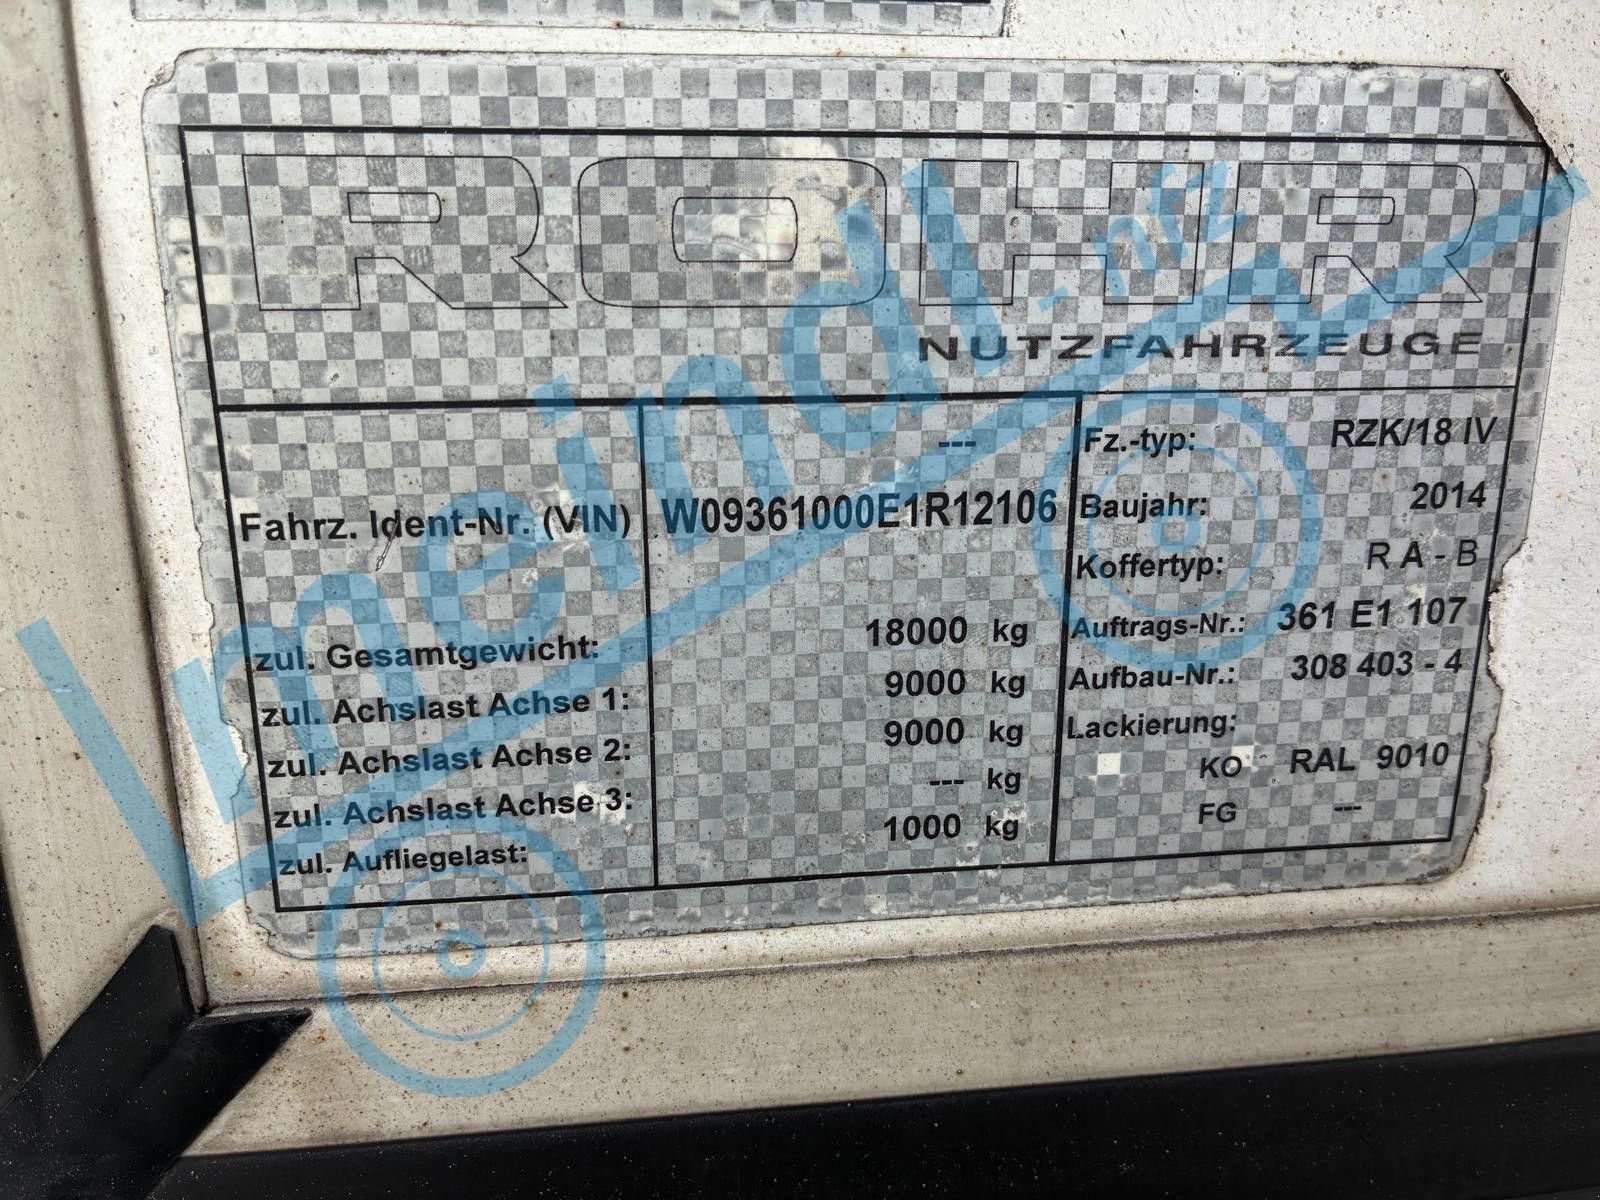 ROHR
NUTZFAHRZEUGE
---
Fahrz. Ident-Nr. (VIN) W09361000E1R12106
zul. Gesamtgewicht: 18000 kg
zul. Achslast Achse 1: 9000 kg
zul. Achslast Achse 2: 9000 kg
zul. Achslast Achse 3: --- kg
zul. Aufliegelast: 1000 kg
Fz.-typ: RZK/18 IV
Baujahr: 2014
Koffertyp: R A - B
Auftrags-Nr.: 361 E1 107
Aufbau-Nr.: 308 403 - 4
Lackierung:
KO RAL 9010
FG ---
lmeindl-nfz